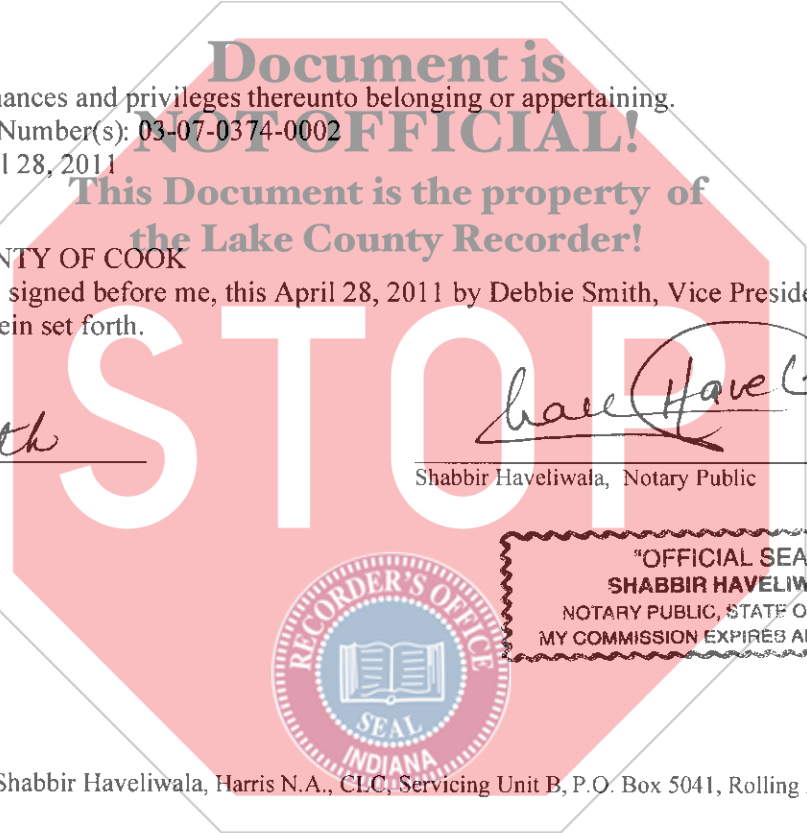 Document is
nances and privileges thereunto belonging or appertaining.
NOT OFFICIAL!
Number(s): 03-07-0374-0002
l 28, 2011
This Document is the property of
the Lake County Recorder!
NTY OF COOK
signed before me, this April 28, 2011 by Debbie Smith, Vice Preside
ein set forth.
STOP
th
Shabbir Haveliwala, Notary Public
"OFFICIAL SEA
SHABBIR HAVELIW
NOTARY PUBLIC, STATE O
MY COMMISSION EXPIRES A
RECORDER'S OFFICE
SEAL
INDIANA
Shabbir Haveliwala, Harris N.A., CLC, Servicing Unit B, P.O. Box 5041, Rolling